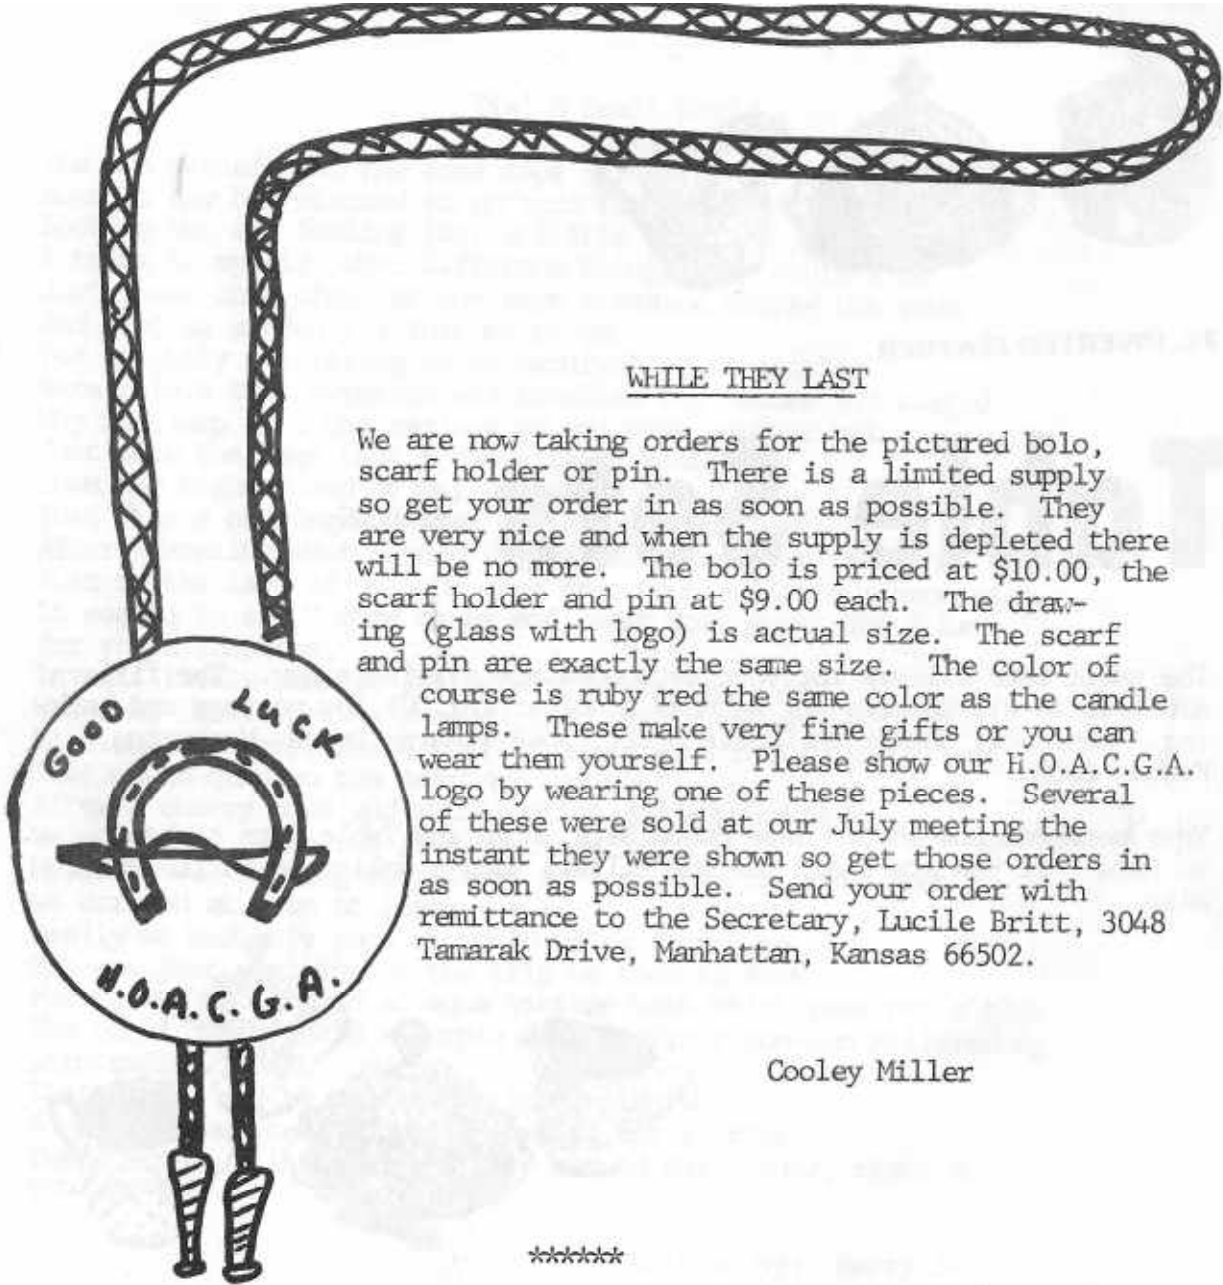 WHILE THEY LAST
We are now taking orders for the pictured bolo,
scarf holder or pin. There is a limited supply
so get your order in as soon as possible. They
are very nice and when the supply is depleted there
will be no more. The bolo is priced at $10.00, the
scarf holder and pin at $9.00 each. The draw-
ing (glass with logo) is actual size. The scarf
and pin are exactly the same size. The color of
course is ruby red the same color as the candle
lamps. These make very fine gifts or you can
wear them yourself. Please show our H.O.A.C.G.A.
logo by wearing one of these pieces. Several
of these were sold at our July meeting the
instant they were shown so get those orders in
as soon as possible. Send your order with
remittance to the Secretary, Lucile Britt, 3048
Tamarak Drive, Manhattan, Kansas 66502.
Cooley Miller
******
GOOD LUCK
H.O.A.C.G.A.